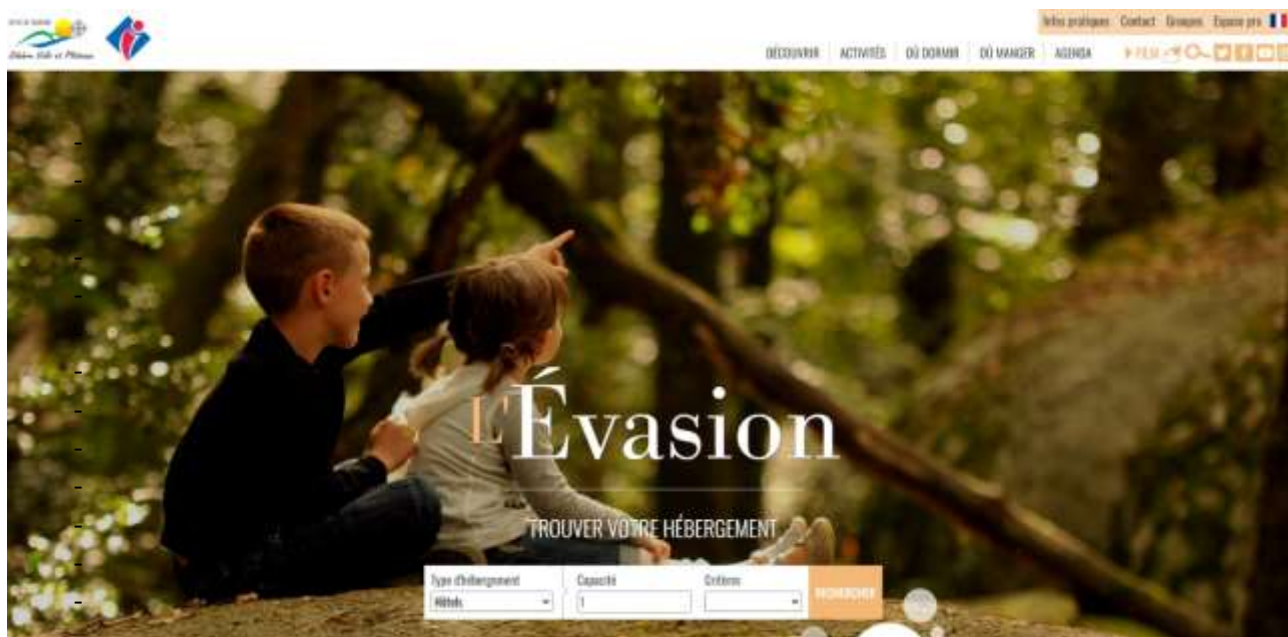 Infos pratiques Contact Groupes Espace pro
DÉCOUVRIR ACTIVITÉS OÙ DORMIR OÙ MANGER AGENDA FILM
L'Évasion
TROUVER VOTRE HÉBERGEMENT
Type d'hébergement Capacité Critères
Hôtels 1 RECHERCHER